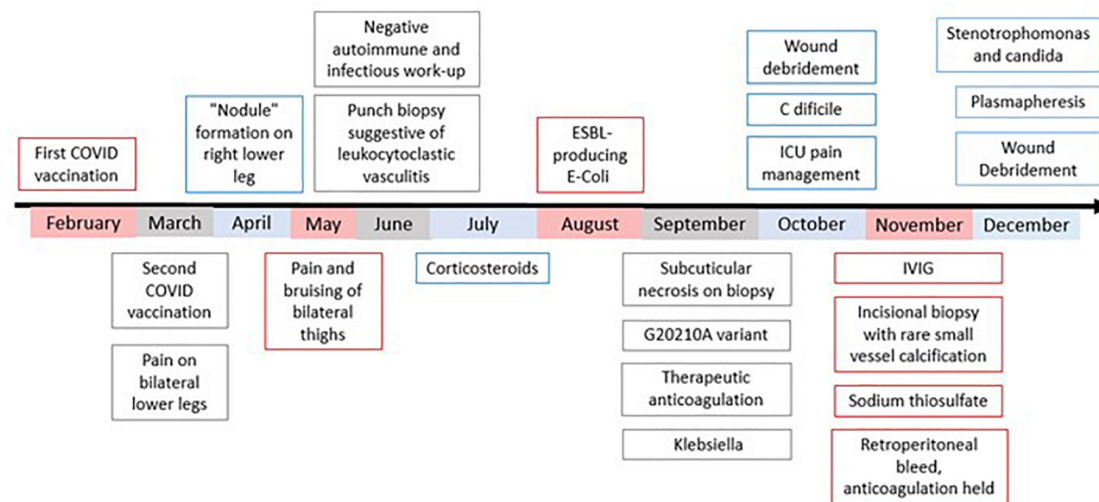 Negative
autoimmune and
infectious work-up
Wound
debridement
Stenotrophomonas
and candida
"Nodule"
formation on
right lower
leg
Punch biopsy
suggestive of
leukocytoclastic
vasculitis
C dificile
Plasmapheresis
First COVID
vaccination
ESBL-
producing
E-Coli
ICU pain
management
Wound
Debridement
February March April May June July August September October November December
Second
COVID
vaccination
Pain and
bruising of
bilateral
thighs
Corticosteroids
Subcuticular
necrosis on biopsy
IVIG
Pain on
bilateral
lower legs
G20210A variant
Incisional biopsy
with rare small
vessel calcification
Therapeutic
anticoagulation
Sodium thiosulfate
Klebsiella
Retroperitoneal
bleed,
anticoagulation held